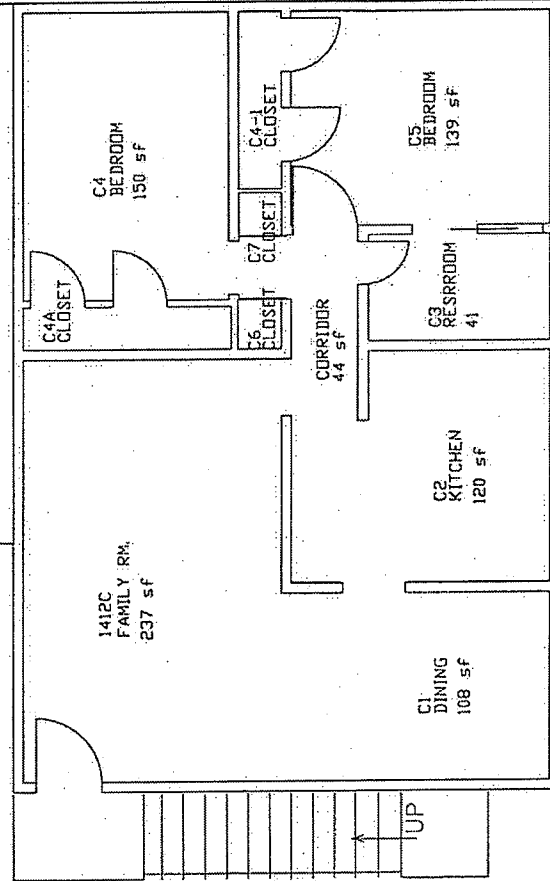 C4
BEDROOM
150 sf
C4-1
CLOSET
C5
BEDROOM
139 sf
C4A
CLOSET
C7
CLOSET
C6
CLOSET
CORRIDOR
44 sf
C3
RESRROOM
41
1412C
FAMILY RM.
237 sf
C2
KITCHEN
120 sf
C1
DINING
108 sf
UP